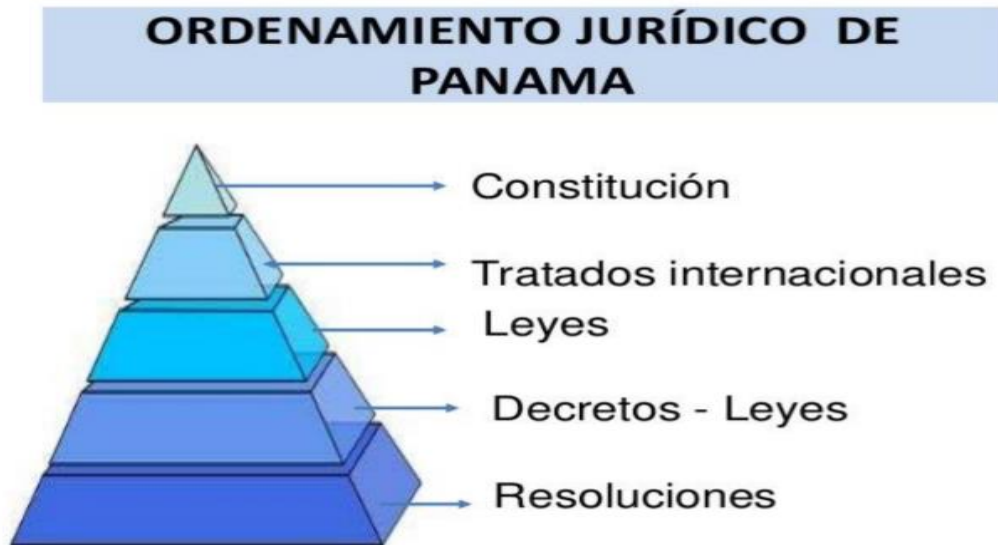 ORDENAMIENTO JURÍDICO DE
PANAMA
Constitución
Tratados internacionales
Leyes
Decretos - Leyes
Resoluciones